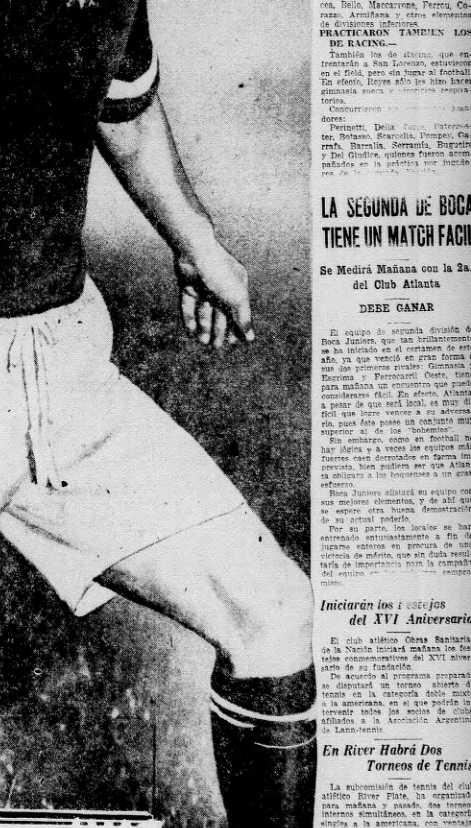 cea, Bello, Maccarrone, Ferrou, Co-
razzo, Armiñana y otros elementos
de divisiones inferiores.
PRACTICARON TAMBIEN LOS
DE RACING.—
También los de Racing, que en-
frentarán a San Lorenzo, estuvieron
en el field, pero sin jugar al football.
En efecto, Reyes sólo les hizo hacer
gimnasia sueca y respira-
torios.
Concurrieron
dores:
Perinetti, Della Paternos-
ter, Botasso, Scarcella, Pompey, Ga-
rrafa, Barralia, Serramía, Bugueiro
y Del Giudice, quienes fueron acom-
pañados en la práctica por jugado-
res de la
LA SEGUNDA DE BOCA
TIENE UN MATCH FACIL
Se Medirá Mañana con la 2a.
del Club Atlanta
DEBE GANAR
El equipo de segunda división de
Boca Juniors, que tan brillantemente
se ha iniciado en el certamen de este
año, ya que venció en gran forma a
sus dos primeros rivales: Gimnasia y
Esgrima y Ferrocarril Oeste, tiene
para mañana un encuentro que puede
considerarse fácil. En efecto, Atlanta,
a pesar de que será local, es muy di-
fícil que logre vencer a su adversa-
rio, pues éste posee un conjunto muy
superior al de los "bohemios".
Sin embargo, como en football no
hay lógica y a veces los equipos más
fuertes caen derrotados en forma im-
prevista, bien pudiera ser que Atlan-
ta obligara a los boquenses a un gran
esfuerzo.
Boca Juniors alistará su equipo con
sus mejores elementos, y de ahí que
se espere otra buena demostración
de su actual poderío.
Por su parte, los locales se han
entrenado entusiastamente a fin de
jugarse enteros en procura de una
victoria de mérito, que sin duda resul-
taría de importancia para la campaña
del equipo en compro-
misos.
Iniciarán los festejos
del XVI Aniversario
El club atlético Obras Sanitarias
de la Nación iniciará mañana los fes-
tejos conmemorativos del XVI niver-
sario de su fundación.
De acuerdo al programa preparado
se disputará un torneo abierto de
tennis en la categoría doble mixta
a la americana, en el que podrán in-
tervenir todos los socios de clubs
afiliados a la Asociación Argentina
de Lann-tennis.
En River Habrá Dos
Torneos de Tennis
La subcomisión de tennis del club
atlético River Plate, ha organizado
para mañana y pasado, dos torneos
internos simultáneos, en la categoría
singles a la americana, con ventaja